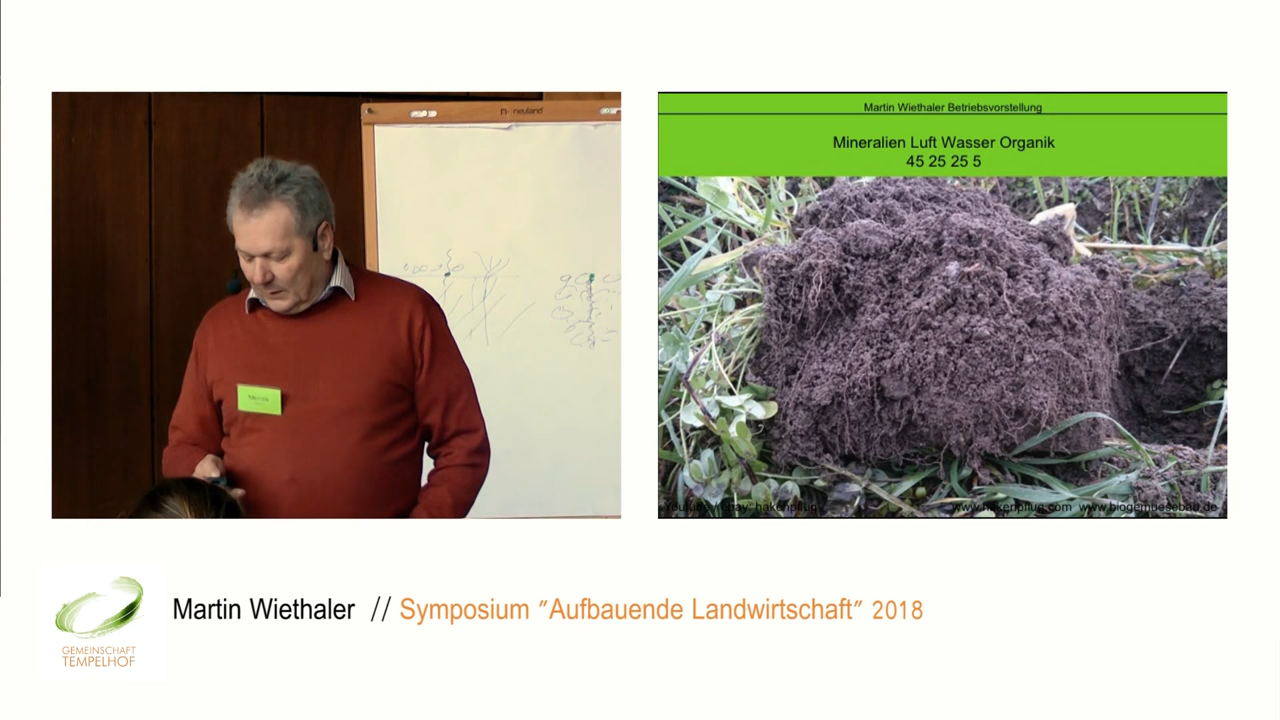 neuland
Martin Wiethaler Betriebsvorstellung
Mineralien Luft Wasser Organik
45 25 25 5
www.hakenpflug.com www.biogemuesebau.de
Martin Wiethaler // Symposium "Aufbauende Landwirtschaft" 2018
GEMEINSCHAFT
TEMPELHOF